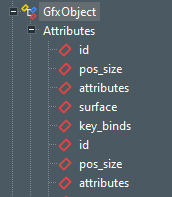 GfxObject
Attributes
id
pos_size
attributes
surface
key_binds
id
pos_size
attributes